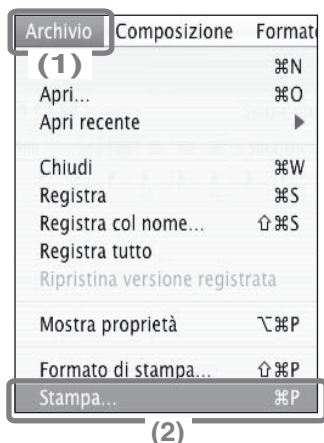 Archivio Composizione Format
(1) ⌘N
Apri... ⌘O
Apri recente ▶
Chiudi ⌘W
Registra ⌘S
Registra col nome... ⇧⌘S
Registra tutto
Ripristina versione registrata
Mostra proprietà ⌥⌘P
Formato di stampa... ⇧⌘P
Stampa... ⌘P
(2)